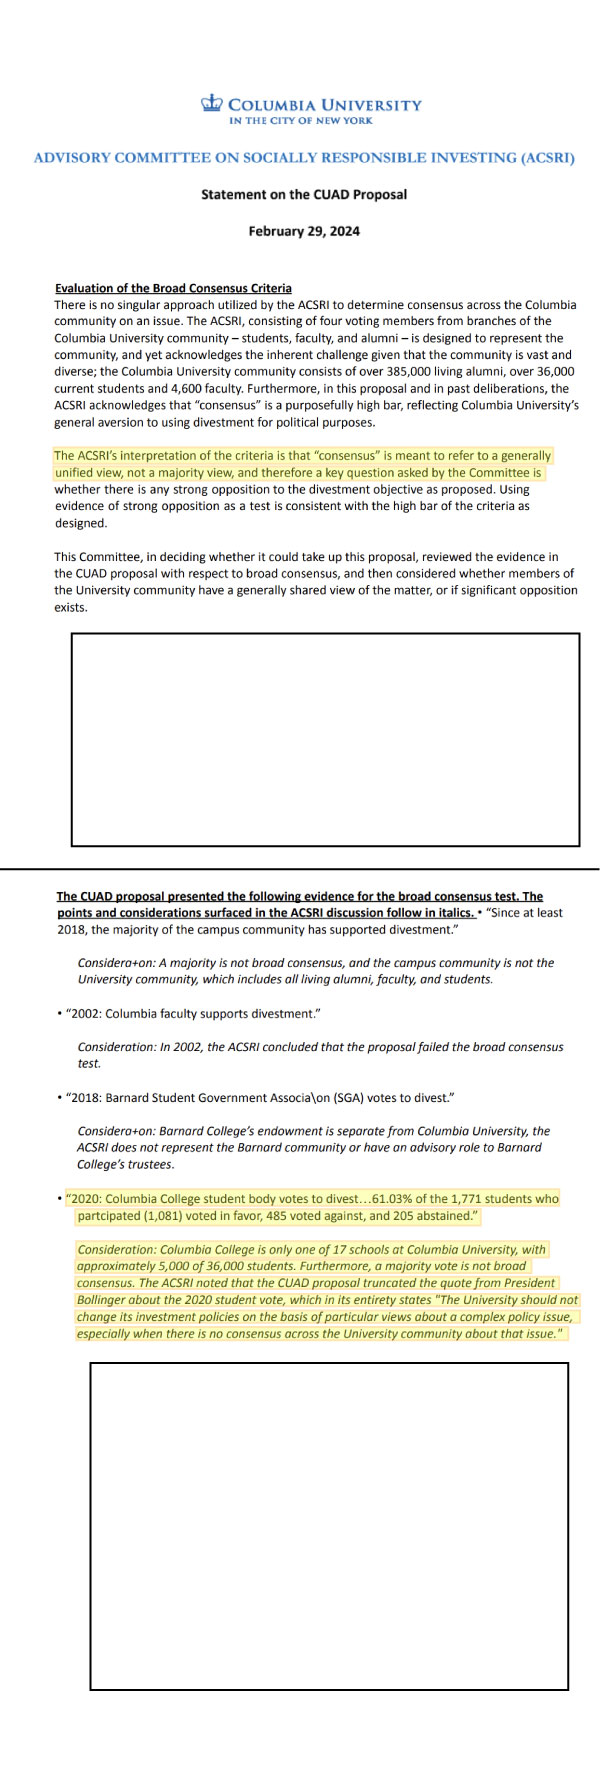 COLUMBIA UNIVERSITY
IN THE CITY OF NEW YORK
ADVISORY COMMITTEE ON SOCIALLY RESPONSIBLE INVESTING (ACSRI)
Statement on the CUAD Proposal
February 29, 2024
Evaluation of the Broad Consensus Criteria
There is no singular approach utilized by the ACSRI to determine consensus across the Columbia
community on an issue. The ACSRI, consisting of four voting members from branches of the
Columbia University community – students, faculty, and alumni – is designed to represent the
community, and yet acknowledges the inherent challenge given that the community is vast and
diverse; the Columbia University community consists of over 385,000 living alumni, over 36,000
current students and 4,600 faculty. Furthermore, in this proposal and in past deliberations, the
ACSRI acknowledges that “consensus” is a purposefully high bar, reflecting Columbia University’s
general aversion to using divestment for political purposes.
The ACSRI’s interpretation of the criteria is that “consensus” is meant to refer to a generally
unified view, not a majority view, and therefore a key question asked by the Committee is
whether there is any strong opposition to the divestment objective as proposed. Using
evidence of strong opposition as a test is consistent with the high bar of the criteria as
designed.
This Committee, in deciding whether it could take up this proposal, reviewed the evidence in
the CUAD proposal with respect to broad consensus, and then considered whether members of
the University community have a generally shared view of the matter, or if significant opposition
exists.
The CUAD proposal presented the following evidence for the broad consensus test. The
points and considerations surfaced in the ACSRI discussion follow in italics. • “Since at least
2018, the majority of the campus community has supported divestment.”
Considera+on: A majority is not broad consensus, and the campus community is not the
University community, which includes all living alumni, faculty, and students.
• “2002: Columbia faculty supports divestment.”
Consideration: In 2002, the ACSRI concluded that the proposal failed the broad consensus
test.
• “2018: Barnard Student Government Associa\on (SGA) votes to divest.”
Considera+on: Barnard College’s endowment is separate from Columbia University, the
ACSRI does not represent the Barnard community or have an advisory role to Barnard
College’s trustees.
• “2020: Columbia College student body votes to divest…61.03% of the 1,771 students who
partcipated (1,081) voted in favor, 485 voted against, and 205 abstained.”
Consideration: Columbia College is only one of 17 schools at Columbia University, with
approximately 5,000 of 36,000 students. Furthermore, a majority vote is not broad
consensus. The ACSRI noted that the CUAD proposal truncated the quote from President
Bollinger about the 2020 student vote, which in its entirety states "The University should not
change its investment policies on the basis of particular views about a complex policy issue,
especially when there is no consensus across the University community about that issue."